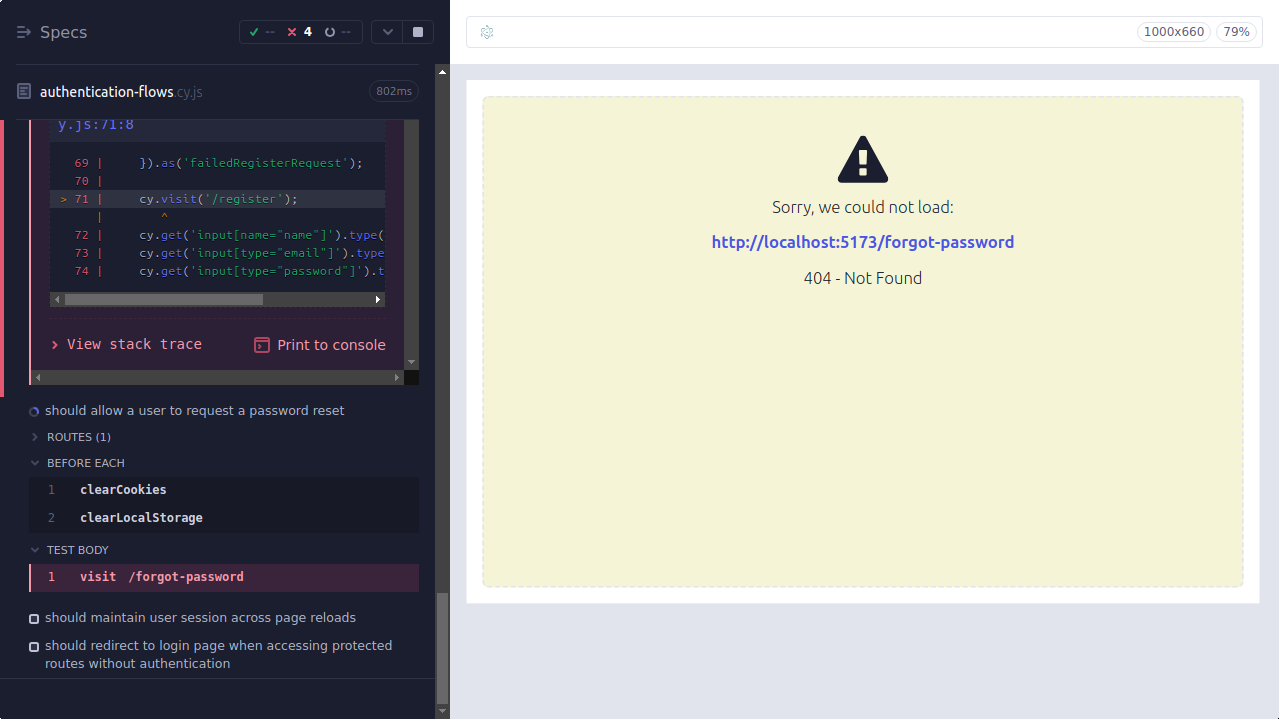 Specs
-- 4 --
authentication-flows.cy.js 802ms
y.js:71:8
69 | }).as('failedRegisterRequest');
70 |
> 71 | cy.visit('/register');
| ^
72 | cy.get('input[name="name"]').type(
73 | cy.get('input[type="email"]').type
74 | cy.get('input[type="password"]').t
View stack trace Print to console
should allow a user to request a password reset
ROUTES (1)
BEFORE EACH
1 clearCookies
2 clearLocalStorage
TEST BODY
1 visit /forgot-password
should maintain user session across page reloads
should redirect to login page when accessing protected
routes without authentication
1000x660 79%
Sorry, we could not load:
http://localhost:5173/forgot-password
404 - Not Found